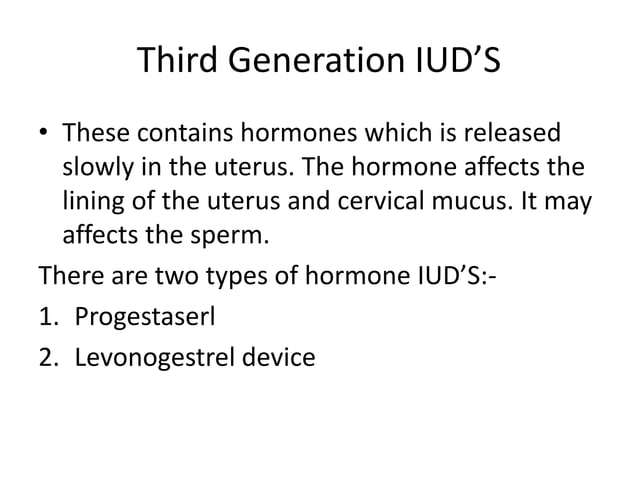 Third Generation IUD’S
• These contains hormones which is released
slowly in the uterus. The hormone affects the
lining of the uterus and cervical mucus. It may
affects the sperm.
There are two types of hormone IUD’S:-
1. Progestaserl
2. Levonogestrel device